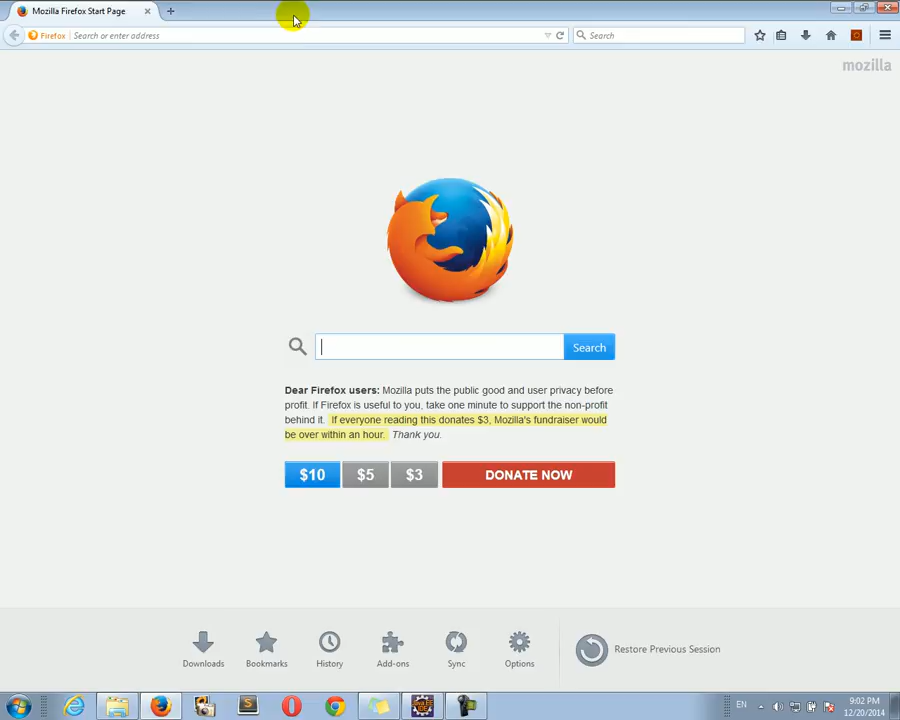 Mozilla Firefox Start Page
Firefox Search or enter address
Search
mozilla
Search
Dear Firefox users: Mozilla puts the public good and user privacy before
profit. If Firefox is useful to you, take one minute to support the non-profit
behind it. If everyone reading this donates $3, Mozilla's fundraiser would
be over within an hour. Thank you.
$10 $5 $3 DONATE NOW
Downloads Bookmarks History Add-ons Sync Options Restore Previous Session
EN
9:02 PM
12/20/2014